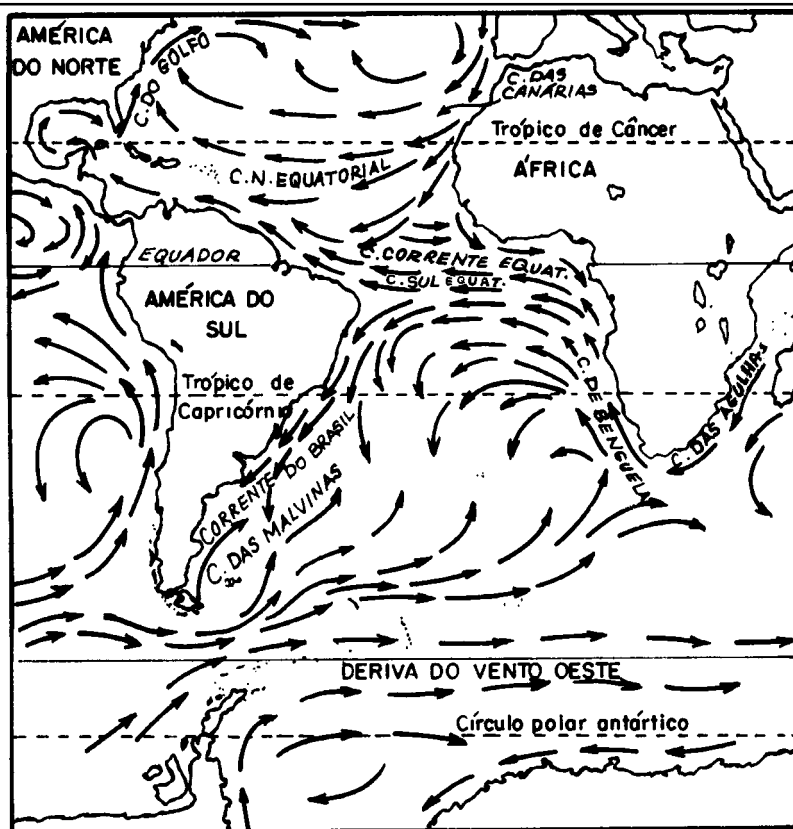 AMÉRICA
DO NORTE
C. DO GOLFO
C. DAS
CANÁRIAS
Trópico de Câncer
ÁFRICA
C.N. EQUATORIAL
EQUADOR
C. CORRENTE EQUAT.
C. SUL EQUAT.
AMÉRICA DO
SUL
Trópico de
Capricórnio
C. DE BENGUELA
C. DAS AGULHAS
CORRENTE DO BRASIL
C. DAS MALVINAS
DERIVA DO VENTO OESTE
Círculo polar antártico